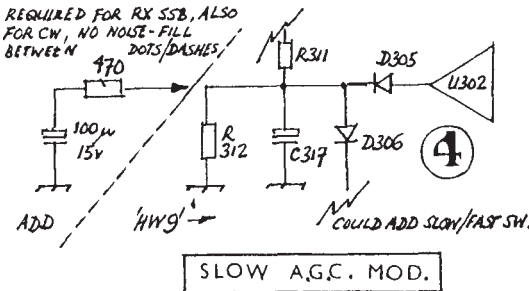 REQUIRED FOR RX SSB, ALSO
FOR CW, NO NOISE-FILL
BETWEEN DOTS/DASHES
470
100µ
15v
ADD
R311
R
312
C317
D305
D306
U302
4
'HW9'
COULD ADD SLOW/FAST SW.
SLOW A.G.C. MOD.